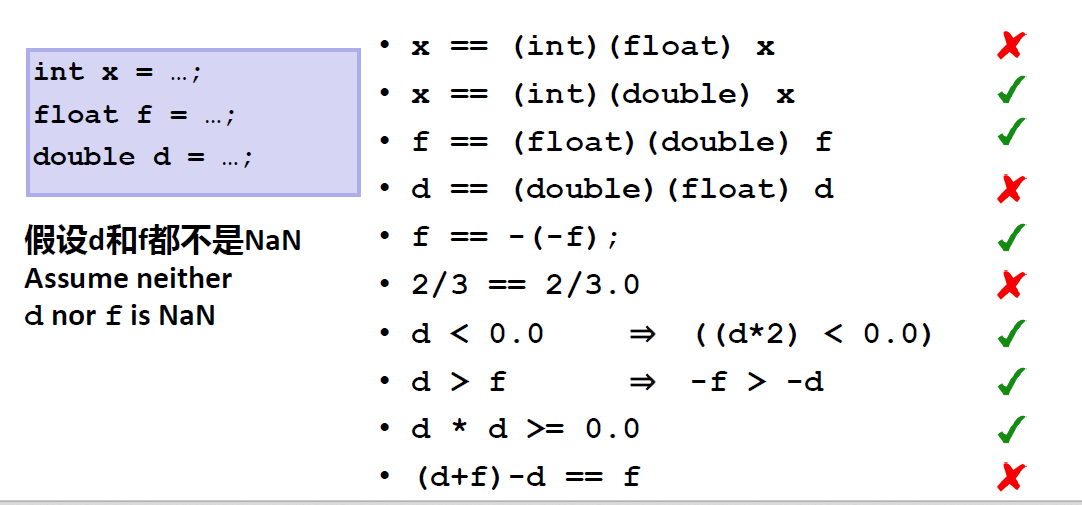 int x = …;
float f = …;
double d = …;
假设d和f都不是NaN
Assume neither
d nor f is NaN
• x == (int)(float) x ✘
• x == (int)(double) x ✓
• f == (float)(double) f ✓
• d == (double)(float) d ✘
• f == -(-f); ✓
• 2/3 == 2/3.0 ✘
• d < 0.0 ⇒ ((d*2) < 0.0) ✓
• d > f ⇒ -f > -d ✓
• d * d >= 0.0 ✓
• (d+f)-d == f ✘